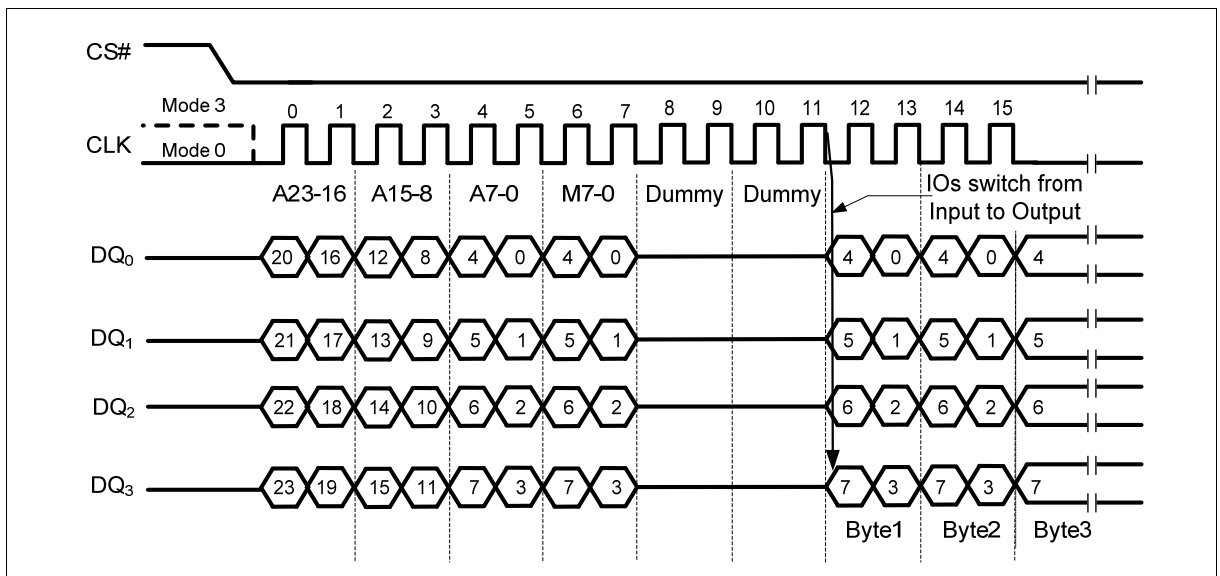 CS#
Mode 3
0 1 2 3 4 5 6 7 8 9 10 11 12 13 14 15
CLK
Mode 0
A23-16 A15-8 A7-0 M7-0 Dummy Dummy
IOs switch from
Input to Output
DQ0 20 16 12 8 4 0 4 0 4 0 4 0 4
DQ1 21 17 13 9 5 1 5 1 5 1 5 1 5
DQ2 22 18 14 10 6 2 6 2 6 2 6 2 6
DQ3 23 19 15 11 7 3 7 3 7 3 7 3 7
Byte1 Byte2 Byte3